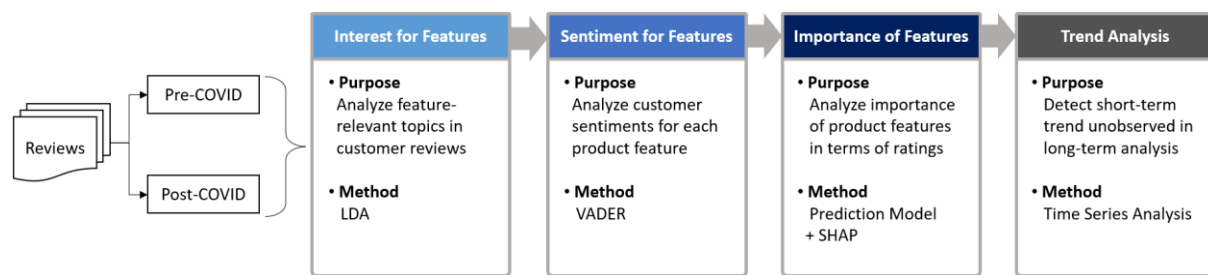 Reviews
Pre-COVID
Post-COVID
Interest for Features
• Purpose
Analyze feature-
relevant topics in
customer reviews
• Method
LDA
Sentiment for Features
• Purpose
Analyze customer
sentiments for each
product feature
• Method
VADER
Importance of Features
• Purpose
Analyze importance
of product features
in terms of ratings
• Method
Prediction Model
+ SHAP
Trend Analysis
• Purpose
Detect short-term
trend unobserved in
long-term analysis
• Method
Time Series Analysis